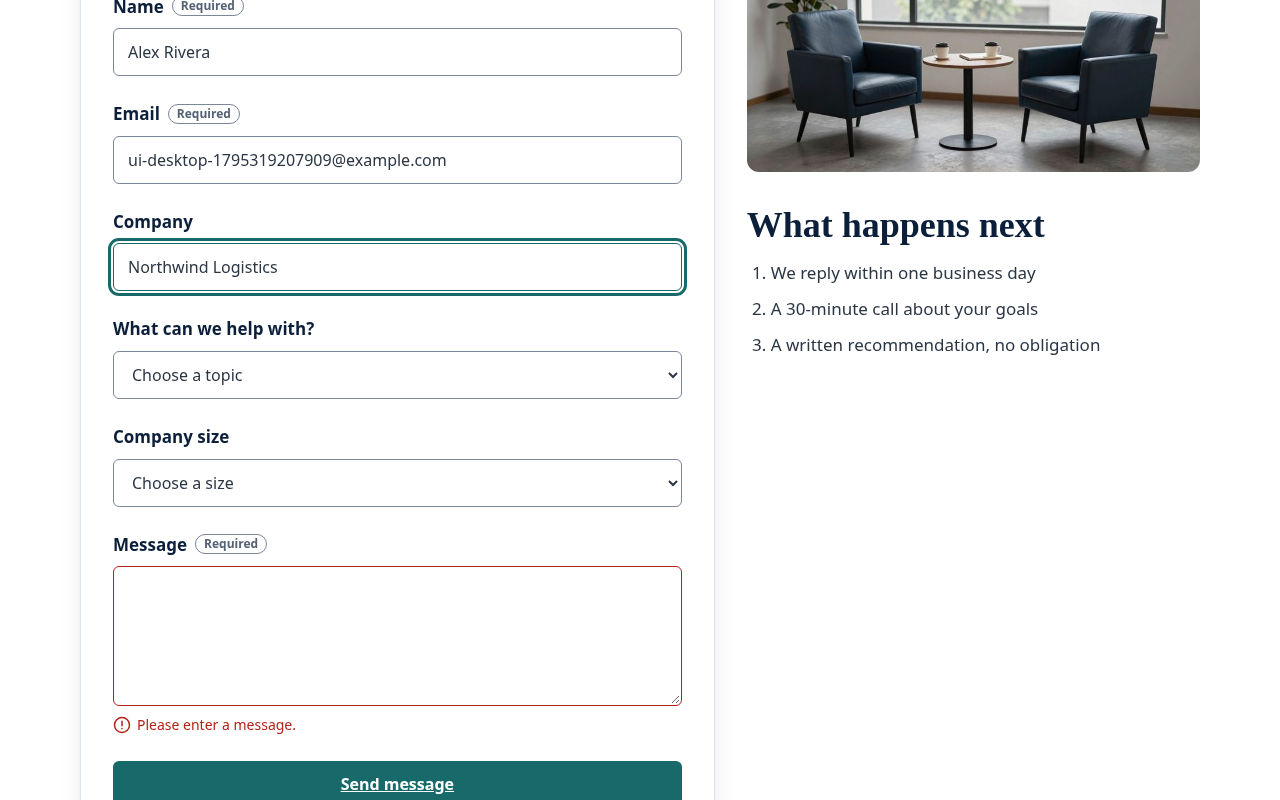 Name Required
Alex Rivera
Email Required
ui-desktop-1795319207909@example.com
Company
Northwind Logistics
What can we help with?
Choose a topic
Company size
Choose a size
Message Required
Please enter a message.
Send message
What happens next
1. We reply within one business day
2. A 30-minute call about your goals
3. A written recommendation, no obligation